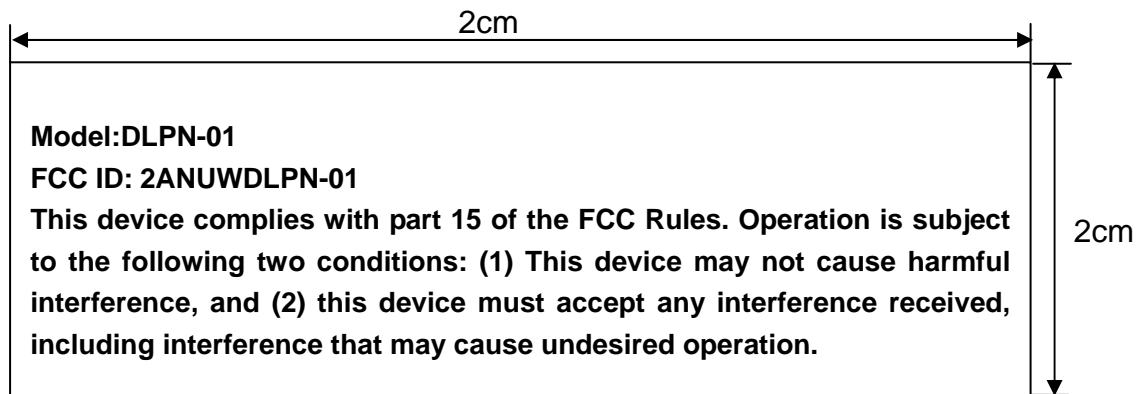 2cm
Model:DLPN-01
FCC ID: 2ANUWDLPN-01
This device complies with part 15 of the FCC Rules. Operation is subject
to the following two conditions: (1) This device may not cause harmful
interference, and (2) this device must accept any interference received,
including interference that may cause undesired operation.
2cm